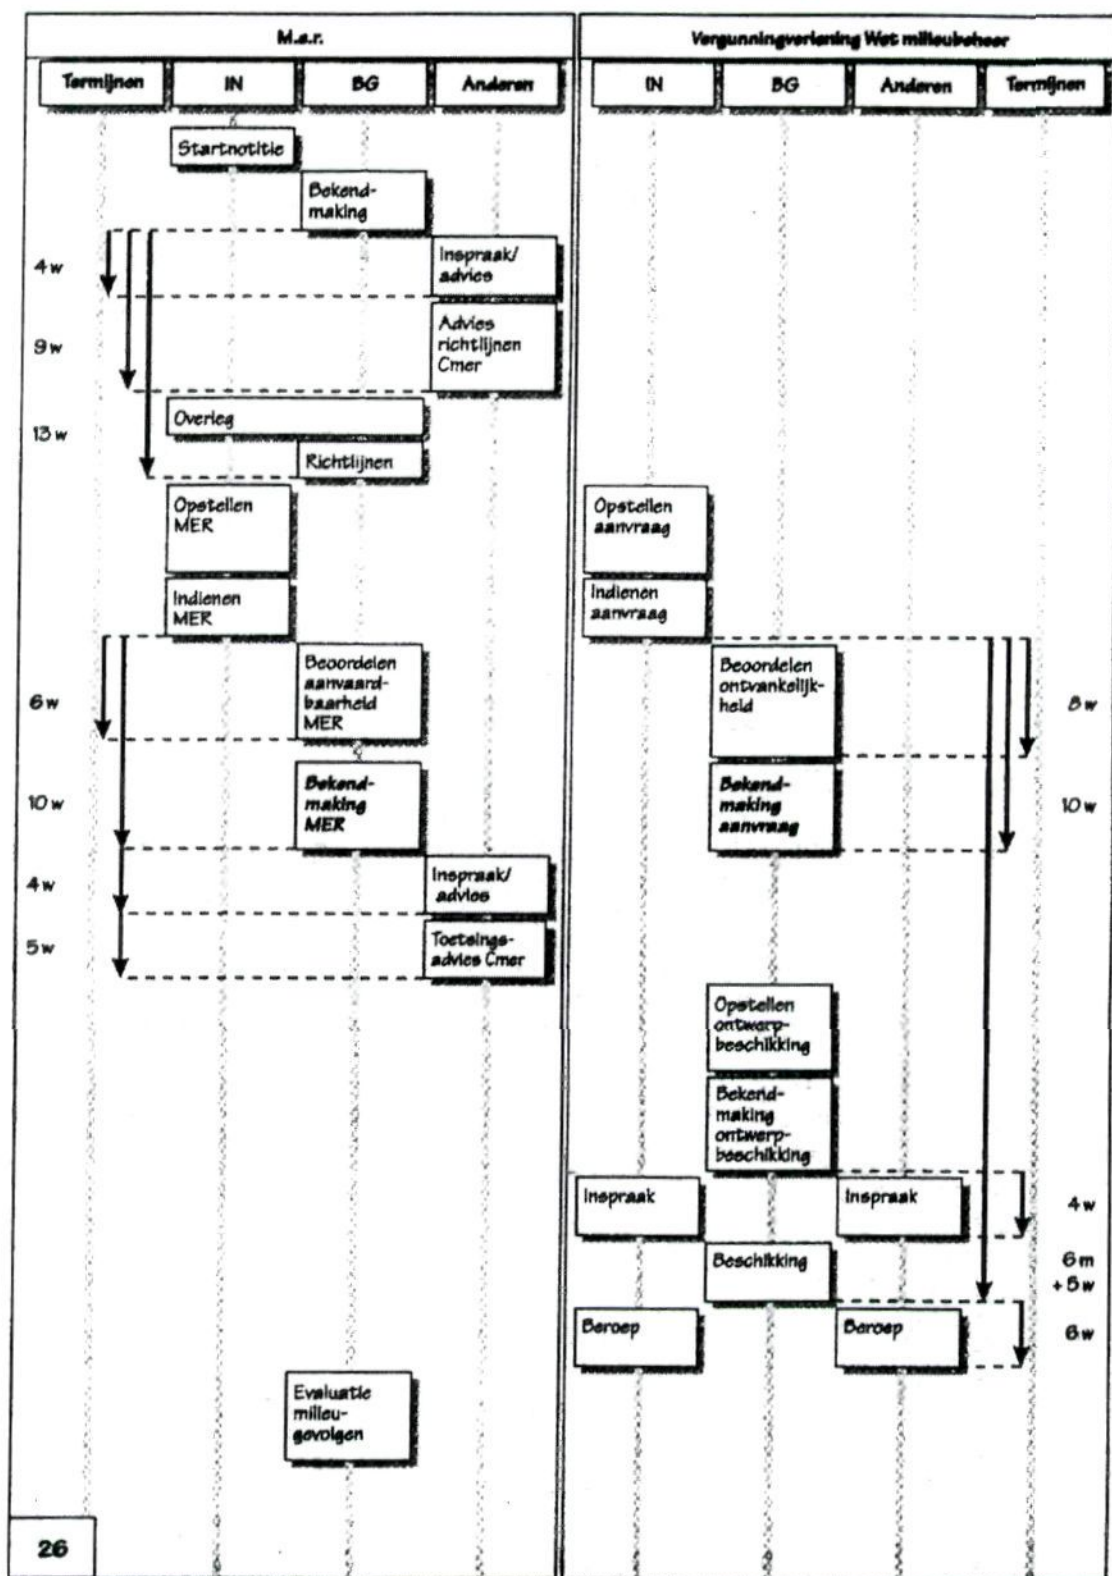 M.e.r.
Vergunningverlening Wet milieubeheer
Termijnen
IN
BG
Anderen
IN
BG
Anderen
Termijnen
Startnotitie
Bekend-
making
4 w
Inspraak/
advies
9 w
Advies
richtlijnen
Cmer
Overleg
13 w
Richtlijnen
Opstellen
MER
Opstellen
aanvraag
Indienen
MER
Indienen
aanvraag
6 w
Beoordelen
aanvaard-
baarheid
MER
Beoordelen
ontvankelijk-
heid
8 w
10 w
Bekend-
making
MER
Bekend-
making
aanvraag
10 w
4 w
Inspraak/
advies
5 w
Toetsings-
advies Cmer
Opstellen
ontwerp-
beschikking
Bekend-
making
ontwerp-
beschikking
Inspraak
Inspraak
4 w
Beschikking
6 m
+ 5 w
Beroep
Beroep
6 w
Evaluatie
milieu-
gevolgen
26